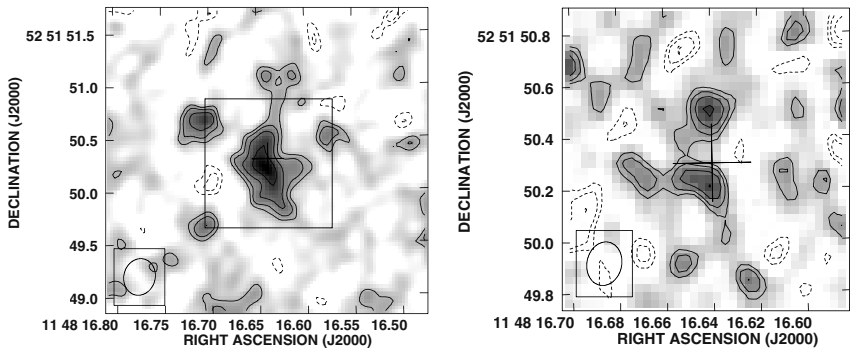 52 51 51.5
51.0
50.5
50.0
49.5
49.0
DECLINATION (J2000)
11 48 16.80 16.75 16.70 16.65 16.60 16.55 16.50
RIGHT ASCENSION (J2000)
52 51 50.8
50.6
50.4
50.2
50.0
49.8
DECLINATION (J2000)
11 48 16.70 16.68 16.66 16.64 16.62 16.60
RIGHT ASCENSION (J2000)